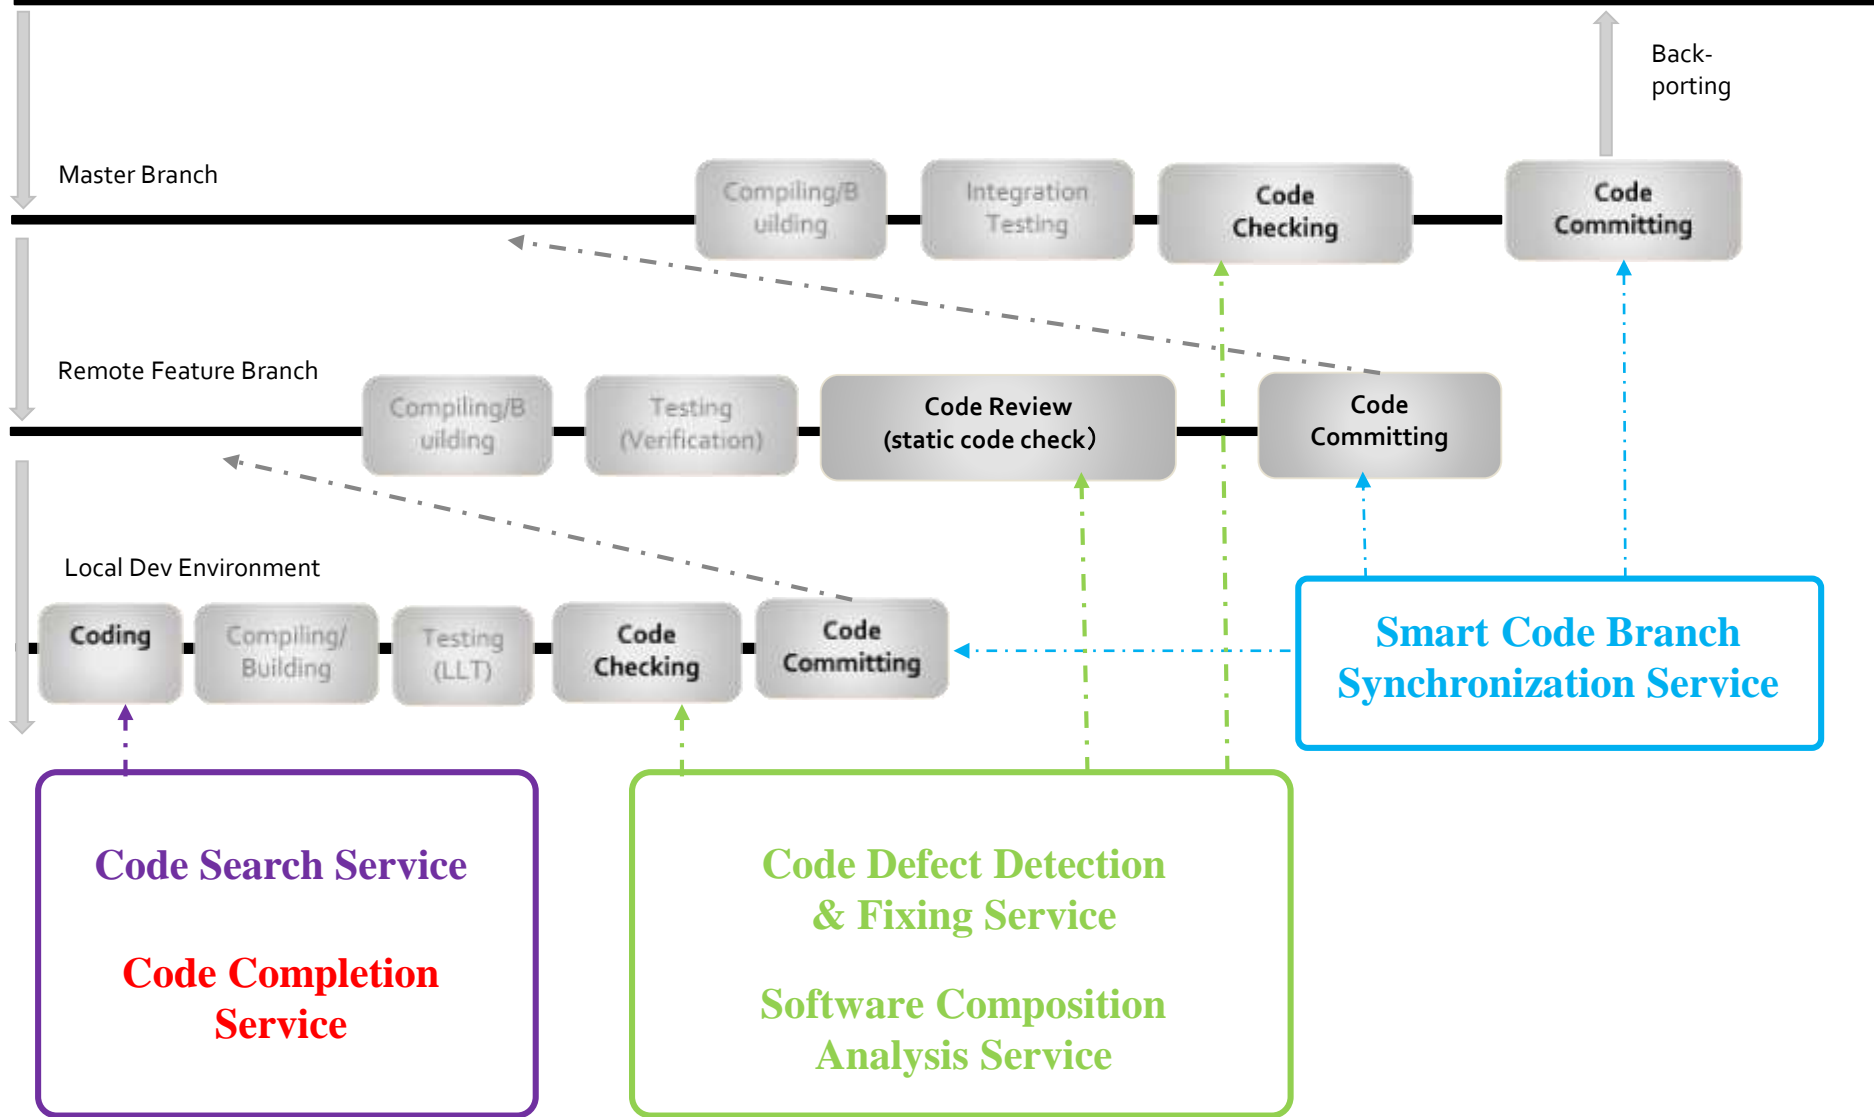 Back-
porting
Master Branch
Compiling/B
uilding
Integration
Testing
Code
Checking
Code
Committing
Remote Feature Branch
Compiling/B
uilding
Testing
(Verification)
Code Review
(static code check）
Code
Committing
Local Dev Environment
Coding
Compiling/
Building
Testing
(LLT)
Code
Checking
Code
Committing
Smart Code Branch
Synchronization Service
Code Search Service
Code Completion
Service
Code Defect Detection
& Fixing Service
Software Composition
Analysis Service